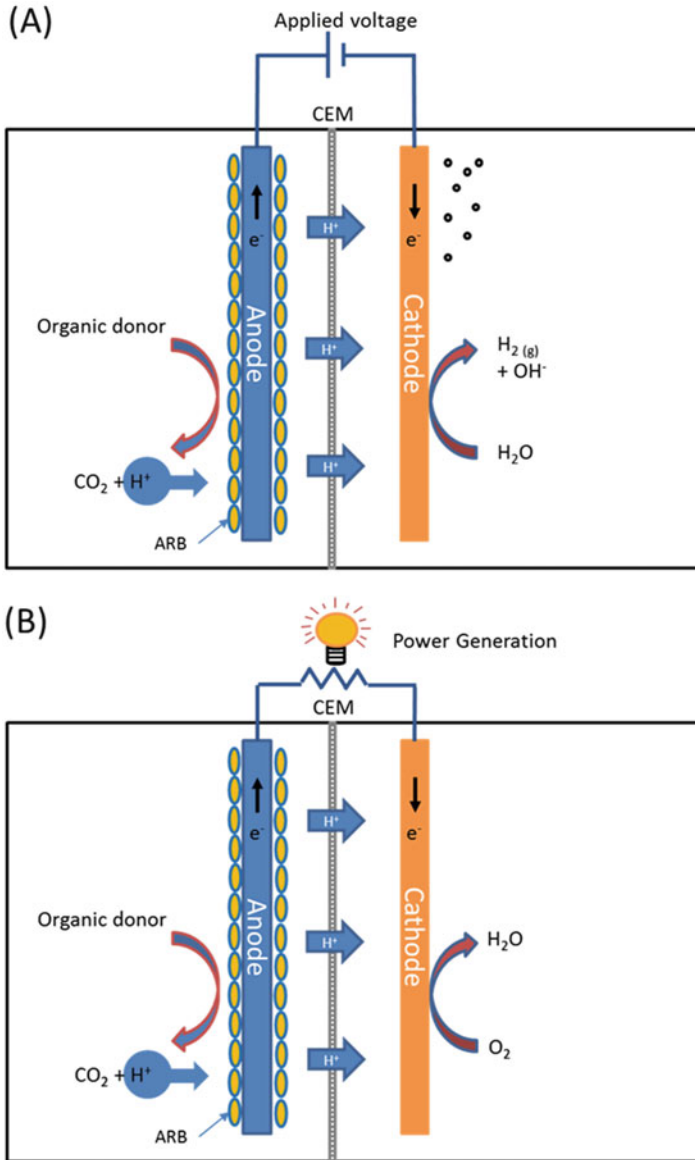 (A)
Applied voltage
CEM
e-
H+
e-
Anode
Cathode
Organic donor
H+
H2 (g)
+ OH-
H+
CO2 + H+
H2O
ARB
(B)
Power Generation
CEM
e-
H+
e-
Anode
Cathode
Organic donor
H+
H2O
CO2 + H+
H+
O2
ARB